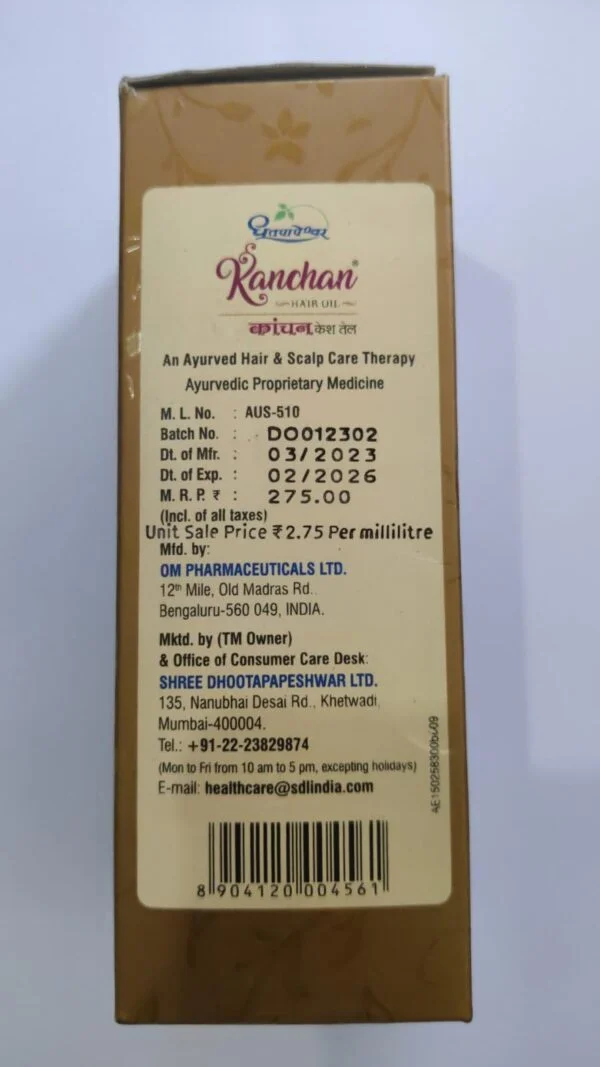 धूतपापेश्वर
Kanchan®
HAIR OIL
कांचन केश तेल
An Ayurved Hair & Scalp Care Therapy
Ayurvedic Proprietary Medicine
M. L. No. : AUS-510
Batch No. : DO012302
Dt. of Mfr. : 03/2023
Dt. of Exp. : 02/2026
M. R. P. ₹ : 275.00
(Incl. of all taxes)
Unit Sale Price ₹2.75 Per millilitre
Mfd. by:
OM PHARMACEUTICALS LTD.
12th Mile, Old Madras Rd.
Bengaluru-560 049, INDIA.
Mktd. by (TM Owner)
& Office of Consumer Care Desk:
SHREE DHOOTAPAPESHWAR LTD.
135, Nanubhai Desai Rd., Khetwadi,
Mumbai-400004.
Tel.: +91-22-23829874
(Mon to Fri from 10 am to 5 pm, excepting holidays)
E-mail: healthcare@sdlindia.com
8 904120 004561